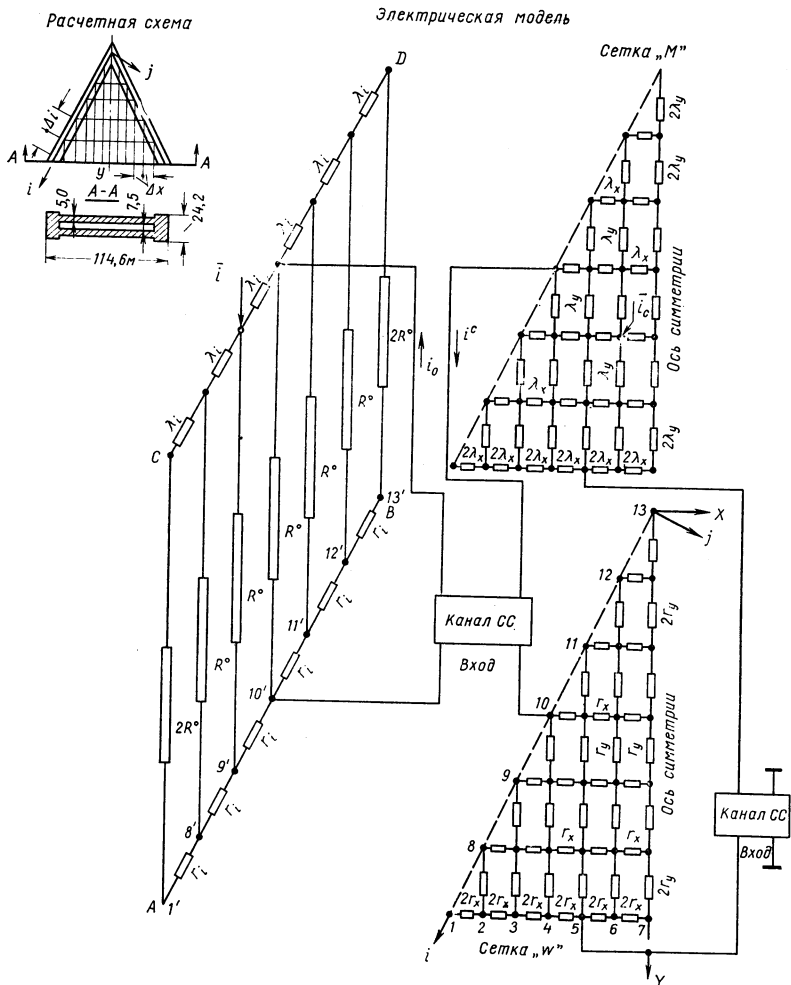 Электрическая модель
Расчетная схема
j
Δi
A
A
y
Δx
i
A-A
5,0
7,5
24,2
114,6м
D
λi
λi
λi
λi
λi
λi
C
i̅
2R°
R°
R°
R°
R°
R°
2R°
i₀
13'
B
12'
11'
10'
9'
8'
A 1'
ri
ri
ri
ri
ri
ri
Сетка „M"
2λy
λx
2λy
λy
λx
λy
i̅c
λy
λx
2λy
2λx 2λx 2λx 2λx 2λx 2λx
Ось симметрии
iᶜ
Канал СС
Вход
13
X
j
12
2ry
11
10
rx
ry
ry
9
8
rx
rx
2ry
2rx 2rx 2rx 2rx 2rx 2rx
1 2 3 4 5 6 7
Ось симметрии
i
Сетка „w"
Y
Канал СС
Вход